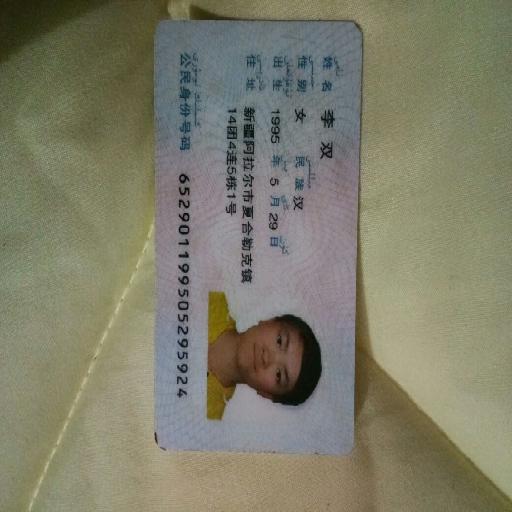 姓名 李双
性别 女 民族 汉
出生 1995 年 5 月 29 日
住址 新疆阿拉尔市夏合勒克镇
14团4连5栋1号
公民身份号码 652901199505295924